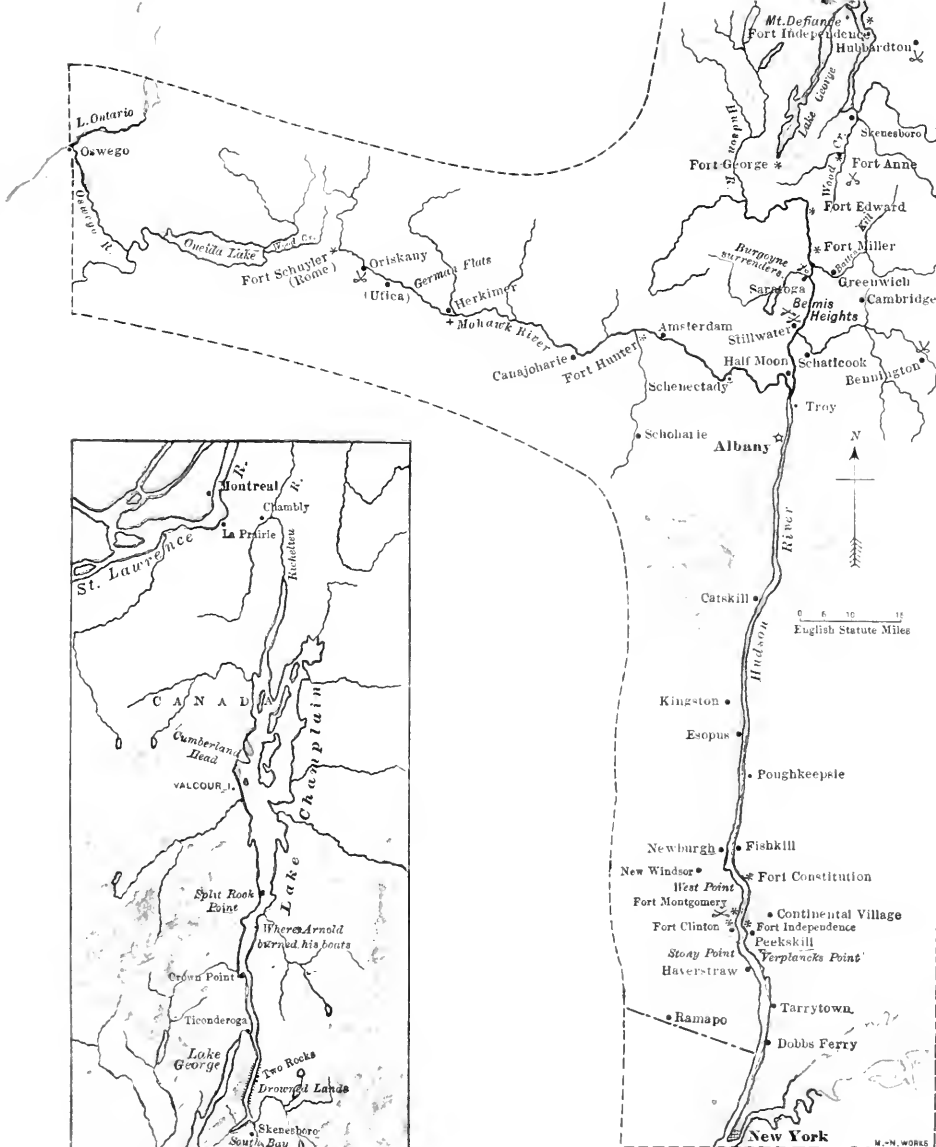 Mt. Defiance
Fort Independence
Hubbardton
Lake George
Hudson R.
Skenesboro
Fort George
Wood Cr.
Fort Anne
L. Ontario
Oswego
Oswego R.
Oneida Lake
Wood Cr.
Fort Schuyler
(Rome)
Oriskany
(Utica)
German Flats
Herkimer
Mohawk River
Canajoharie
Fort Hunter
Amsterdam
Schenectady
Schoharie
Fort Edward
Fort Miller
Batten Kill
Burgoyne
surrenders.
Saratoga
Greenwich
Cambridge
Bemis
Heights
Stillwater
Half Moon
Schaticook
Bennington
Troy
Albany
N
Hudson River
Catskill
0 5 10 15
English Statute Miles
Kingston
Esopus
Poughkeepsie
Newburgh
Fishkill
New Windsor
West Point
Fort Constitution
Fort Montgomery
Continental Village
Fort Clinton
Fort Independence
Peekskill
Stony Point
Verplancks Point
Haverstraw
Tarrytown
Ramapo
Dobbs Ferry
New York
M.-N. WORKS
Montreal
R.
Chambly
La Prairie
Richelieu R.
St. Lawrence
CANADA
Cumberland
Head
VALCOUR I.
Lake Champlain
Split Rock
Point
Where Arnold
burned his boats
Crown Point
Ticonderoga
Lake
George
Two Rocks
Drowned Lands
Skenesboro
South Bay